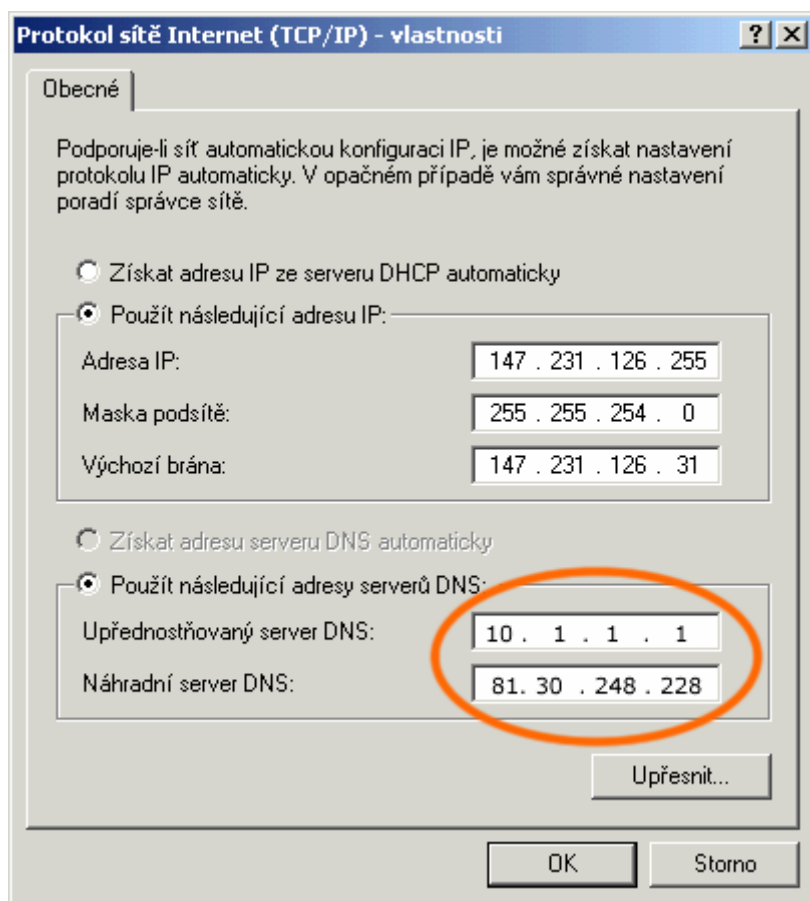 Protokol sítě Internet (TCP/IP) - vlastnosti
Obecné
Podporuje-li síť automatickou konfiguraci IP, je možné získat nastavení
protokolu IP automaticky. V opačném případě vám správné nastavení
poradí správce sítě.
Získat adresu IP ze serveru DHCP automaticky
Použít následující adresu IP:
Adresa IP: 147 . 231 . 126 . 255
Maska podsítě: 255 . 255 . 254 . 0
Výchozí brána: 147 . 231 . 126 . 31
Získat adresu serveru DNS automaticky
Použít následující adresy serverů DNS:
Upřednostňovaný server DNS: 10 . 1 . 1 . 1
Náhradní server DNS: 81. 30 . 248 . 228
Upřesnit...
OK Storno